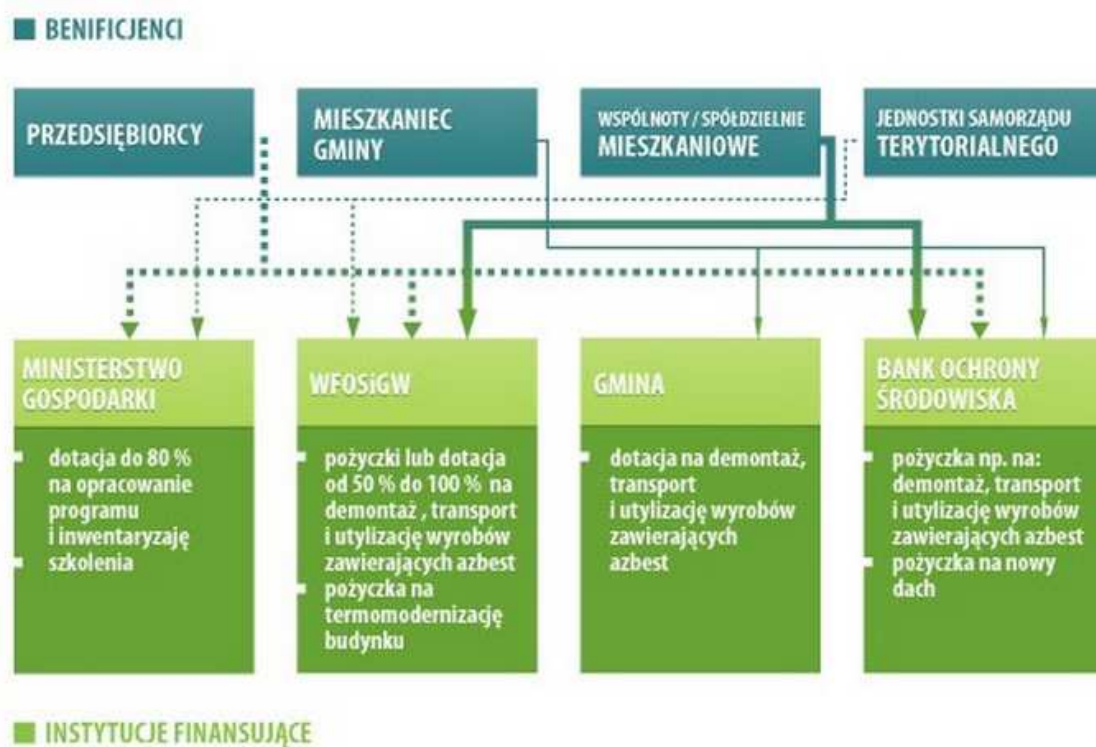 BENIFICJENCI
PRZEDSIĘBIORCY
MIESZKANIEC
GMINY
WSPÓLNOTY / SPÓŁDZIELNIE
MIESZKANIOWE
JEDNOSTKI SAMORZĄDU
TERYTORIALNEGO
MINISTERSTWO
GOSPODARKI
dotacja do 80 %
na opracowanie
programu
i inwentaryzaję
szkolenia
WFOSiGW
pożyczki lub dotacja
od 50 % do 100 % na
demontaż , transport
i utylizację wyrobów
zawierających azbest
pożyczka na
termomodernizację
budynku
GMINA
dotacja na demontaż,
transport
i utylizację wyrobów
zawierających
azbest
BANK OCHRONY
ŚRODOWISKA
pożyczka np. na:
demontaż, transport
i utylizację wyrobów
zawierających azbest
pożyczka na nowy
dach
INSTYTUCJE FINANSUJĄCE